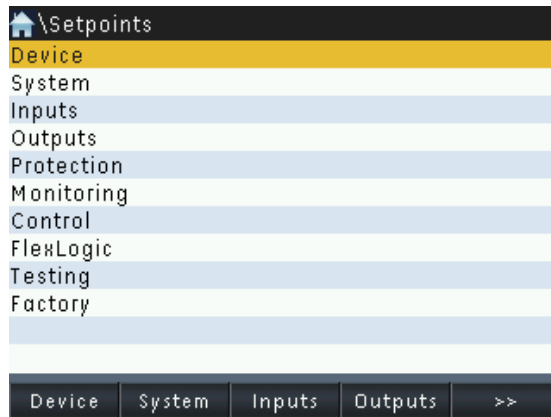 \Setpoints
Device
System
Inputs
Outputs
Protection
Monitoring
Control
FlexLogic
Testing
Factory
Device System Inputs Outputs >>